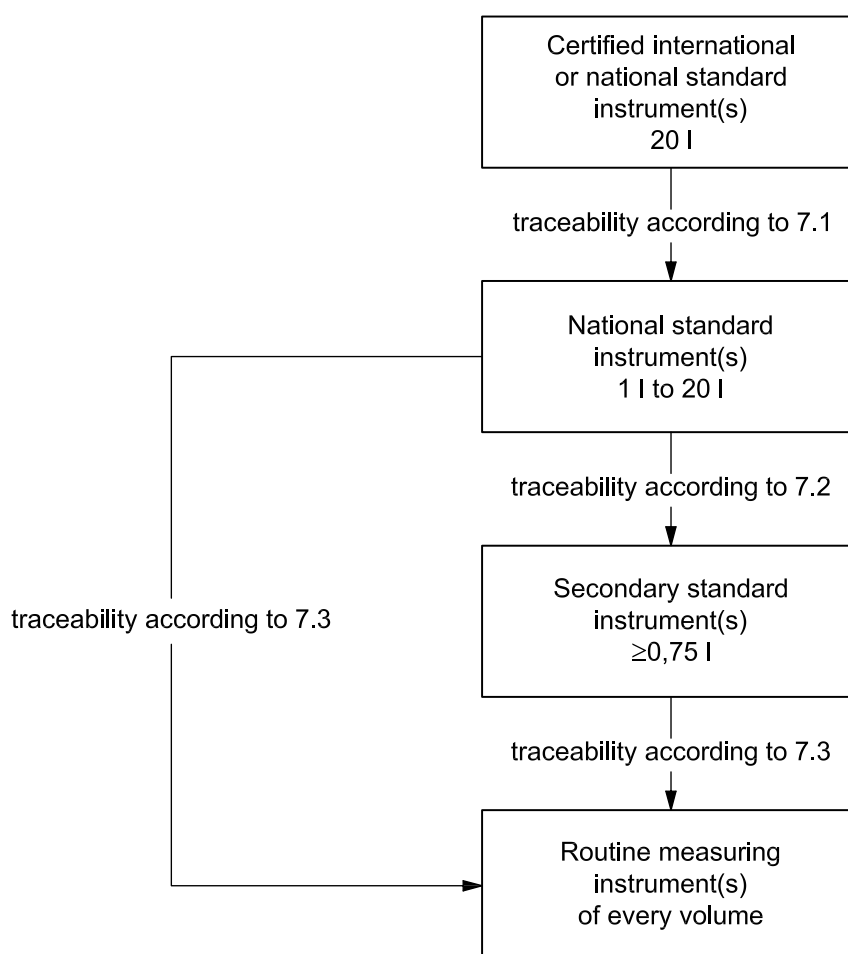 Certified international
or national standard
instrument(s)
20 l
traceability according to 7.1
National standard
instrument(s)
1 l to 20 l
traceability according to 7.2
Secondary standard
instrument(s)
≥0,75 l
traceability according to 7.3
traceability according to 7.3
Routine measuring
instrument(s)
of every volume